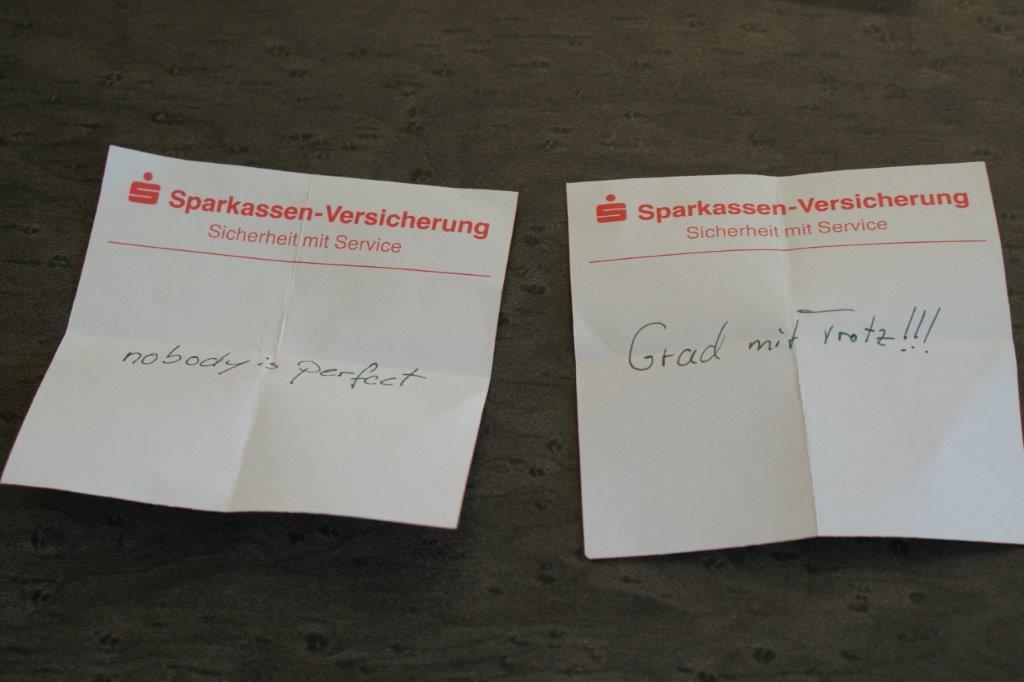 Sparkassen-Versicherung
Sicherheit mit Service
nobody is perfect
Sparkassen-Versicherung
Sicherheit mit Service
Grad mit Trotz!!!